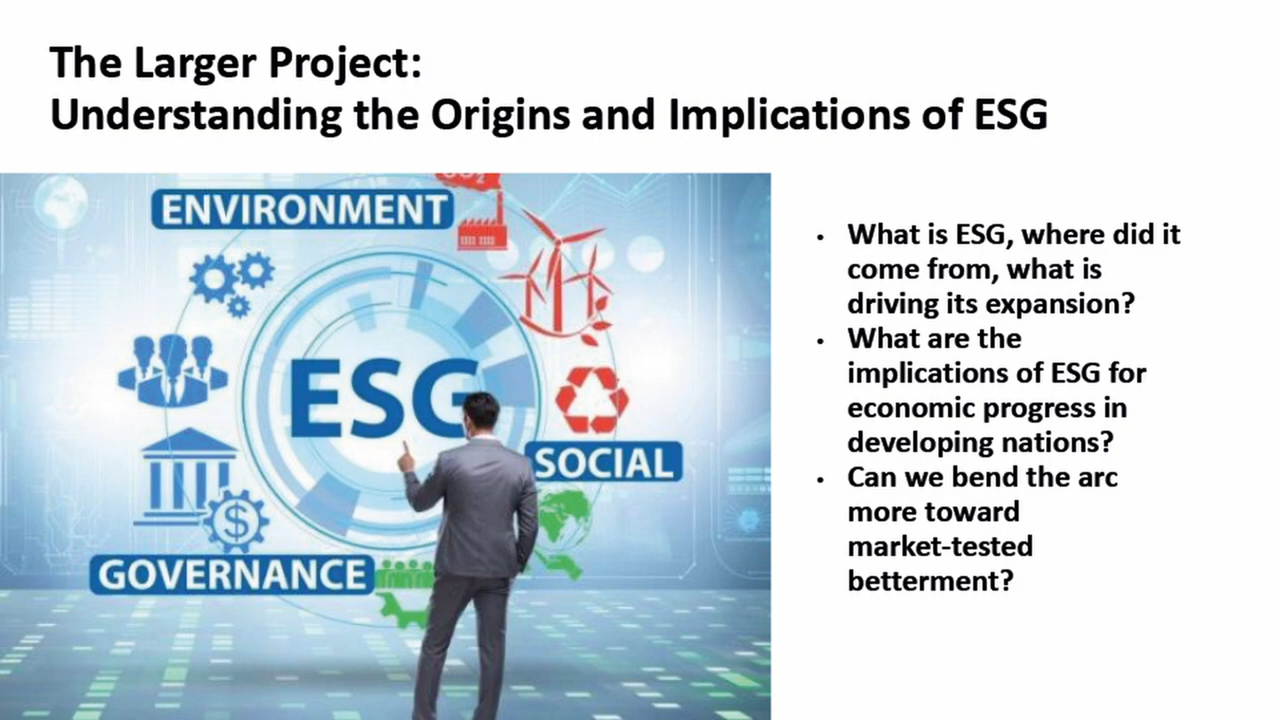 The Larger Project:
Understanding the Origins and Implications of ESG
ENVIRONMENT
CO2
ESG
SOCIAL
$
GOVERNANCE
• What is ESG, where did it
come from, what is
driving its expansion?
• What are the
implications of ESG for
economic progress in
developing nations?
• Can we bend the arc
more toward
market-tested
betterment?